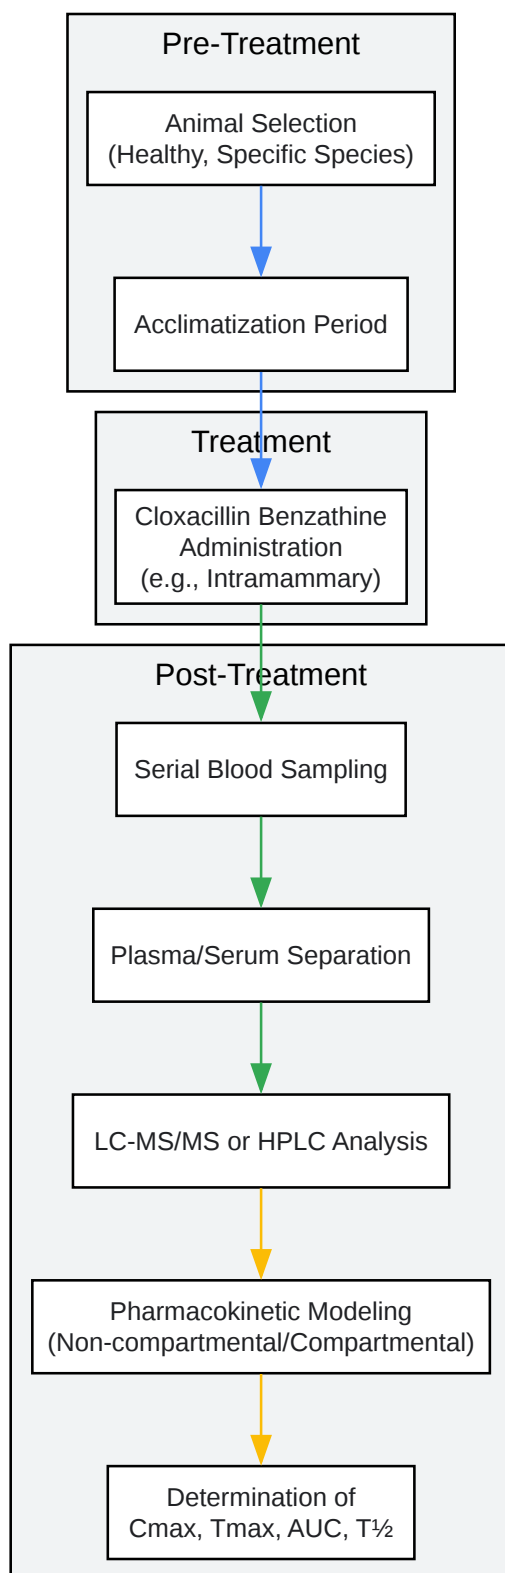 Pre-Treatment
Animal Selection
(Healthy, Specific Species)
Acclimatization Period
Treatment
Cloxacillin Benzathine
Administration
(e.g., Intramammary)
Post-Treatment
Serial Blood Sampling
Plasma/Serum Separation
LC-MS/MS or HPLC Analysis
Pharmacokinetic Modeling
(Non-compartmental/Compartmental)
Determination of
Cmax, Tmax, AUC, T½